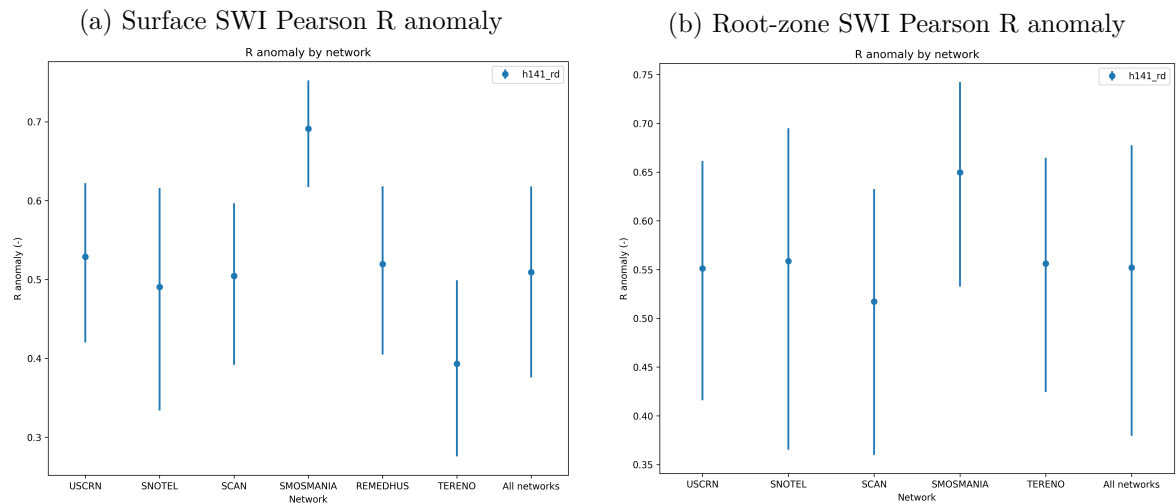 (a) Surface SWI Pearson R anomaly
R anomaly by network
h141_rd
R anomaly (-)
0.7
0.6
0.5
0.4
0.3
USCRN SNOTEL SCAN SMOSMANIA REMEDHUS TERENO All networks
Network
(b) Root-zone SWI Pearson R anomaly
R anomaly by network
h141_rd
R anomaly (-)
0.75
0.70
0.65
0.60
0.55
0.50
0.45
0.40
0.35
USCRN SNOTEL SCAN SMOSMANIA TERENO All networks
Network